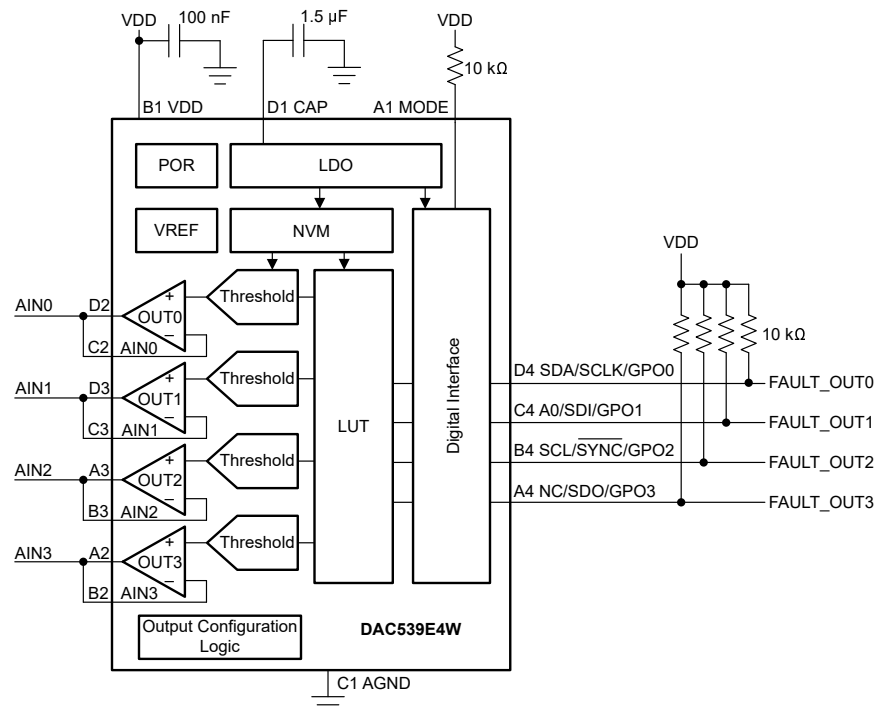 VDD
100 nF
1.5 µF
VDD
10 kΩ
B1 VDD
D1 CAP
A1 MODE
POR
LDO
VREF
NVM
VDD
AIN0
D2
+
OUT0
–
Threshold
C2
AIN0
10 kΩ
AIN1
D3
+
OUT1
–
Threshold
C3
AIN1
AIN2
A3
+
OUT2
–
Threshold
B3
AIN2
AIN3
A2
+
OUT3
–
Threshold
B2
AIN3
LUT
Digital Interface
D4 SDA/SCLK/GPO0
FAULT_OUT0
C4 A0/SDI/GPO1
FAULT_OUT1
B4 SCL/SYNC/GPO2
FAULT_OUT2
A4 NC/SDO/GPO3
FAULT_OUT3
Output Configuration
Logic
DAC539E4W
C1 AGND